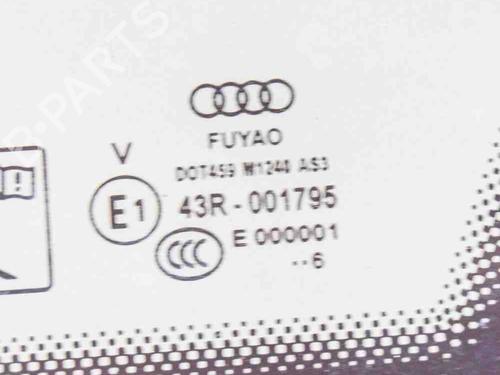 FUYAO
V
DOT459 M1240 AS3
E1
43R-001795
CCC
E 000001
··6